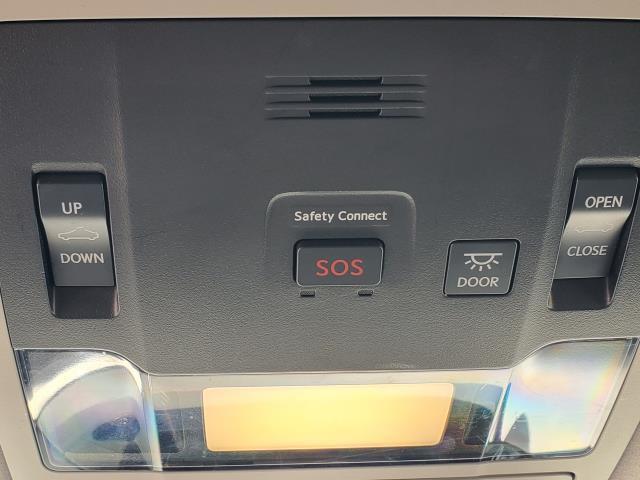 UP
DOWN
Safety Connect
SOS
DOOR
OPEN
CLOSE